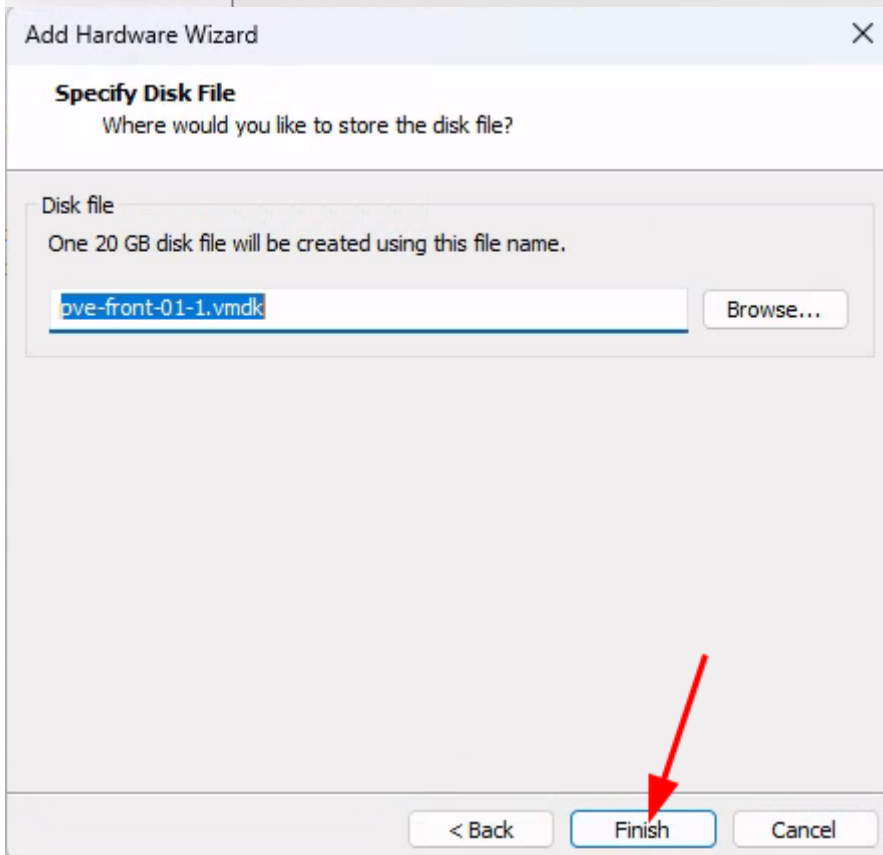 Add Hardware Wizard
Specify Disk File
Where would you like to store the disk file?
Disk file
One 20 GB disk file will be created using this file name.
pve-front-01-1.vmdk
Browse...
< Back
Finish
Cancel